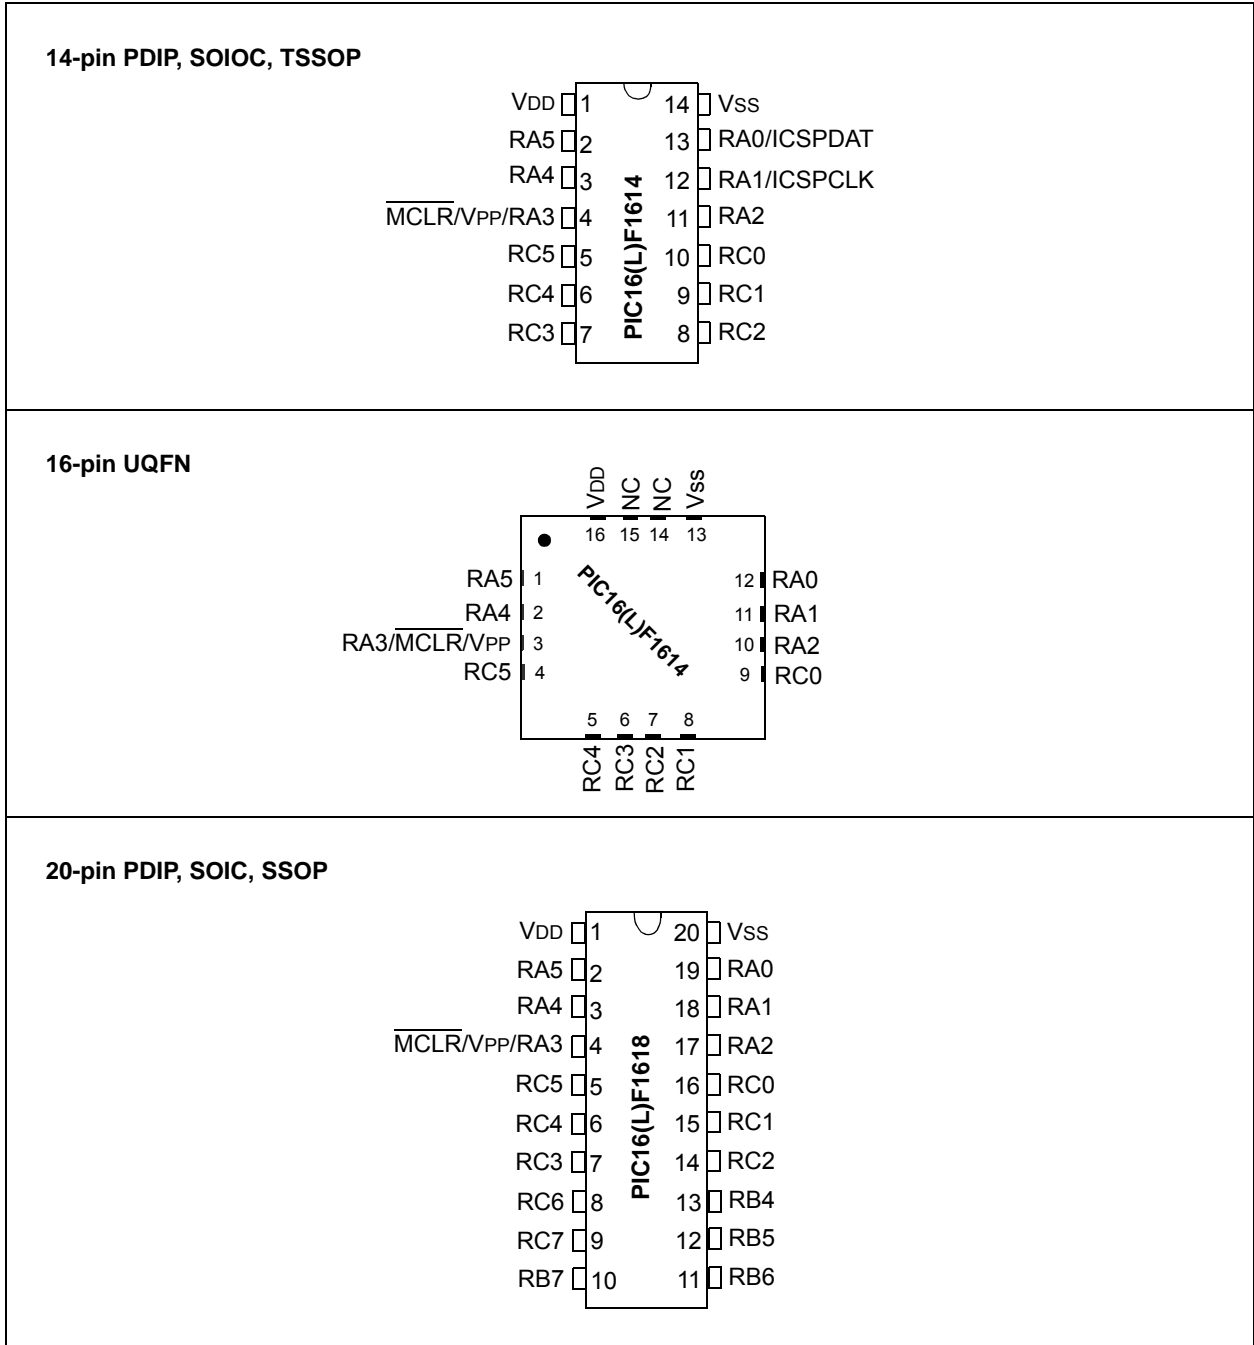 14-pin PDIP, SOIOC, TSSOP
VDD 1 14 VSS
RA5 2 13 RA0/ICSPDAT
RA4 3 12 RA1/ICSPCLK
MCLR/VPP/RA3 4 11 RA2
RC5 5 10 RC0
RC4 6 9 RC1
RC3 7 8 RC2
PIC16(L)F1614
16-pin UQFN
VDD NC NC Vss
16 15 14 13
RA5 1 12 RA0
RA4 2 11 RA1
RA3/MCLR/VPP 3 10 RA2
RC5 4 9 RC0
PIC16(L)F1614
5 6 7 8
RC4 RC3 RC2 RC1
20-pin PDIP, SOIC, SSOP
VDD 1 20 VSS
RA5 2 19 RA0
RA4 3 18 RA1
MCLR/VPP/RA3 4 17 RA2
RC5 5 16 RC0
RC4 6 15 RC1
RC3 7 14 RC2
RC6 8 13 RB4
RC7 9 12 RB5
RB7 10 11 RB6
PIC16(L)F1618